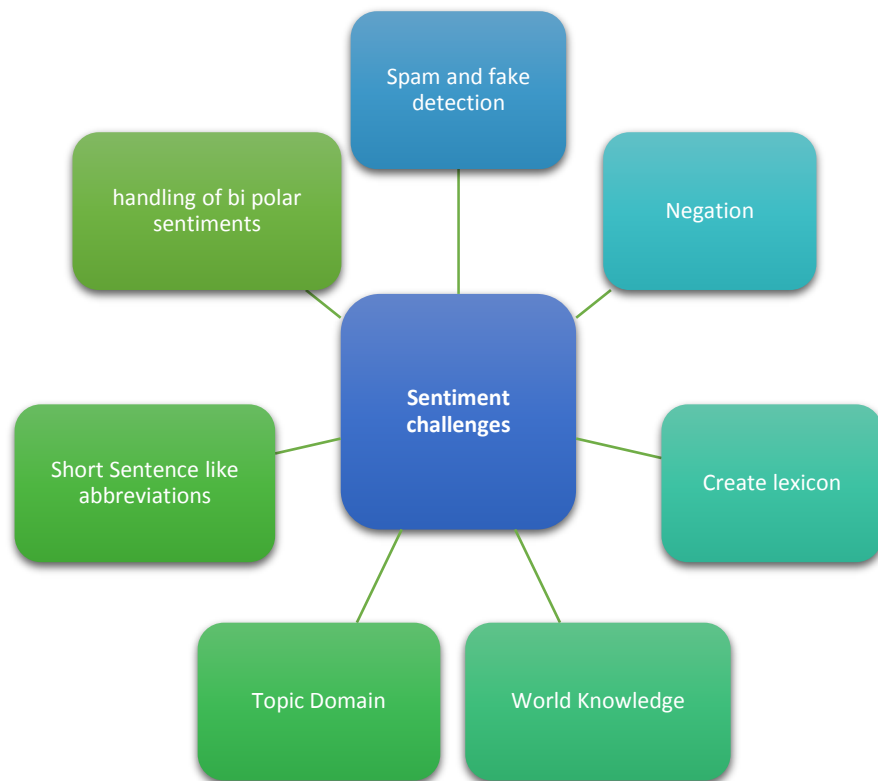 Spam and fake
detection
handling of bi polar
sentiments
Negation
Sentiment
challenges
Short Sentence like
abbreviations
Create lexicon
Topic Domain
World Knowledge